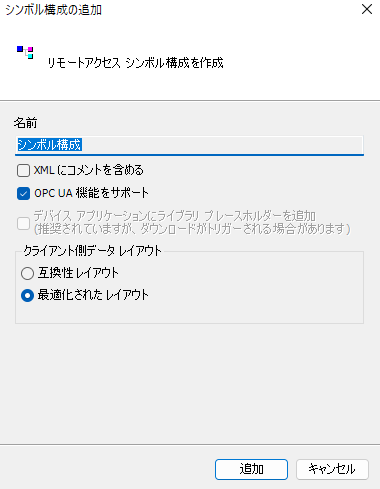 シンボル構成の追加
リモートアクセス シンボル構成を作成
名前
シンボル構成
XML にコメントを含める
OPC UA 機能をサポート
デバイス アプリケーションにライブラリ プレースホルダーを追加
(推奨されていますが、ダウンロードがトリガーされる場合があります)
クライアント側データ レイアウト
互換性レイアウト
最適化されたレイアウト
追加
キャンセル